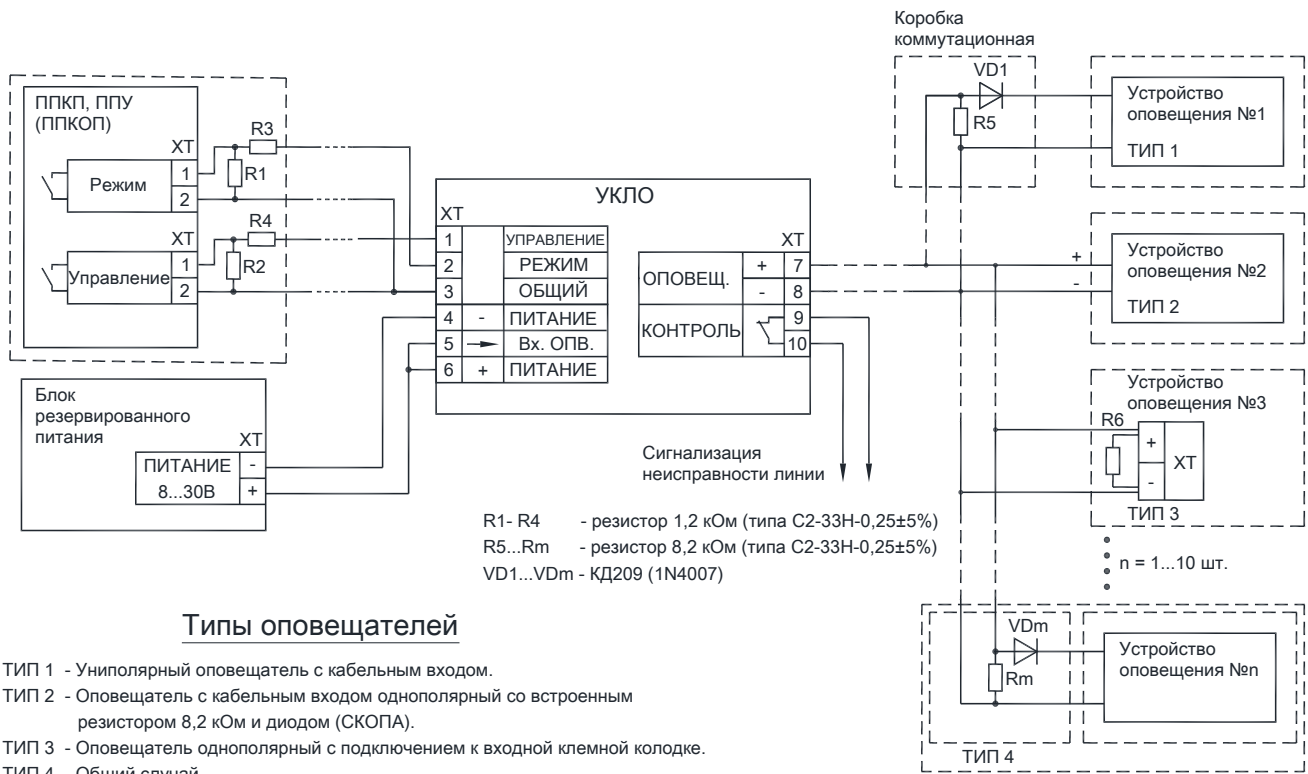 Коробка
коммутационная
VD1
R5
Устройство
оповещения №1
ТИП 1
ППКП, ППУ
(ППКОП)
XT
R3
Режим
1
2
R1
XT
R4
Управление
1
2
R2
УКЛО
XT
1 УПРАВЛЕНИЕ
2 РЕЖИМ
3 ОБЩИЙ
4 - ПИТАНИЕ
5 Вх. ОПВ.
6 + ПИТАНИЕ
XT
ОПОВЕЩ. + 7
- 8
КОНТРОЛЬ 9
10
+
-
Устройство
оповещения №2
ТИП 2
Устройство
оповещения №3
R6
+
-
XT
ТИП 3
n = 1...10 шт.
Блок
резервированного
питания
XT
ПИТАНИЕ -
8...30В +
Сигнализация
неисправности линии
R1- R4 - резистор 1,2 кОм (типа С2-33Н-0,25±5%)
R5...Rm - резистор 8,2 кОм (типа С2-33Н-0,25±5%)
VD1...VDm - КД209 (1N4007)
VDm
Rm
Устройство
оповещения №n
ТИП 4
Типы оповещателей
ТИП 1 - Униполярный оповещатель с кабельным входом.
ТИП 2 - Оповещатель с кабельным входом однополярный со встроенным
резистором 8,2 кОм и диодом (СКОПА).
ТИП 3 - Оповещатель однополярный с подключением к входной клемной колодке.
ТИП 4 - Общий случай